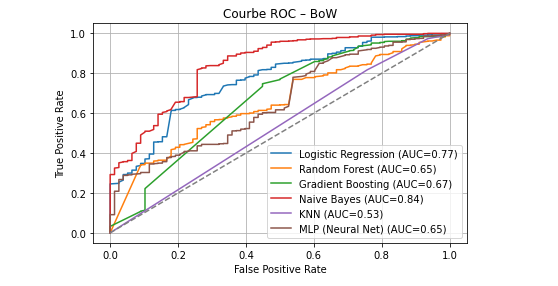 Courbe ROC – BoW
True Positive Rate
1.0
0.8
0.6
0.4
0.2
0.0
Logistic Regression (AUC=0.77)
Random Forest (AUC=0.65)
Gradient Boosting (AUC=0.67)
Naive Bayes (AUC=0.84)
KNN (AUC=0.53)
MLP (Neural Net) (AUC=0.65)
0.0 0.2 0.4 0.6 0.8 1.0
False Positive Rate